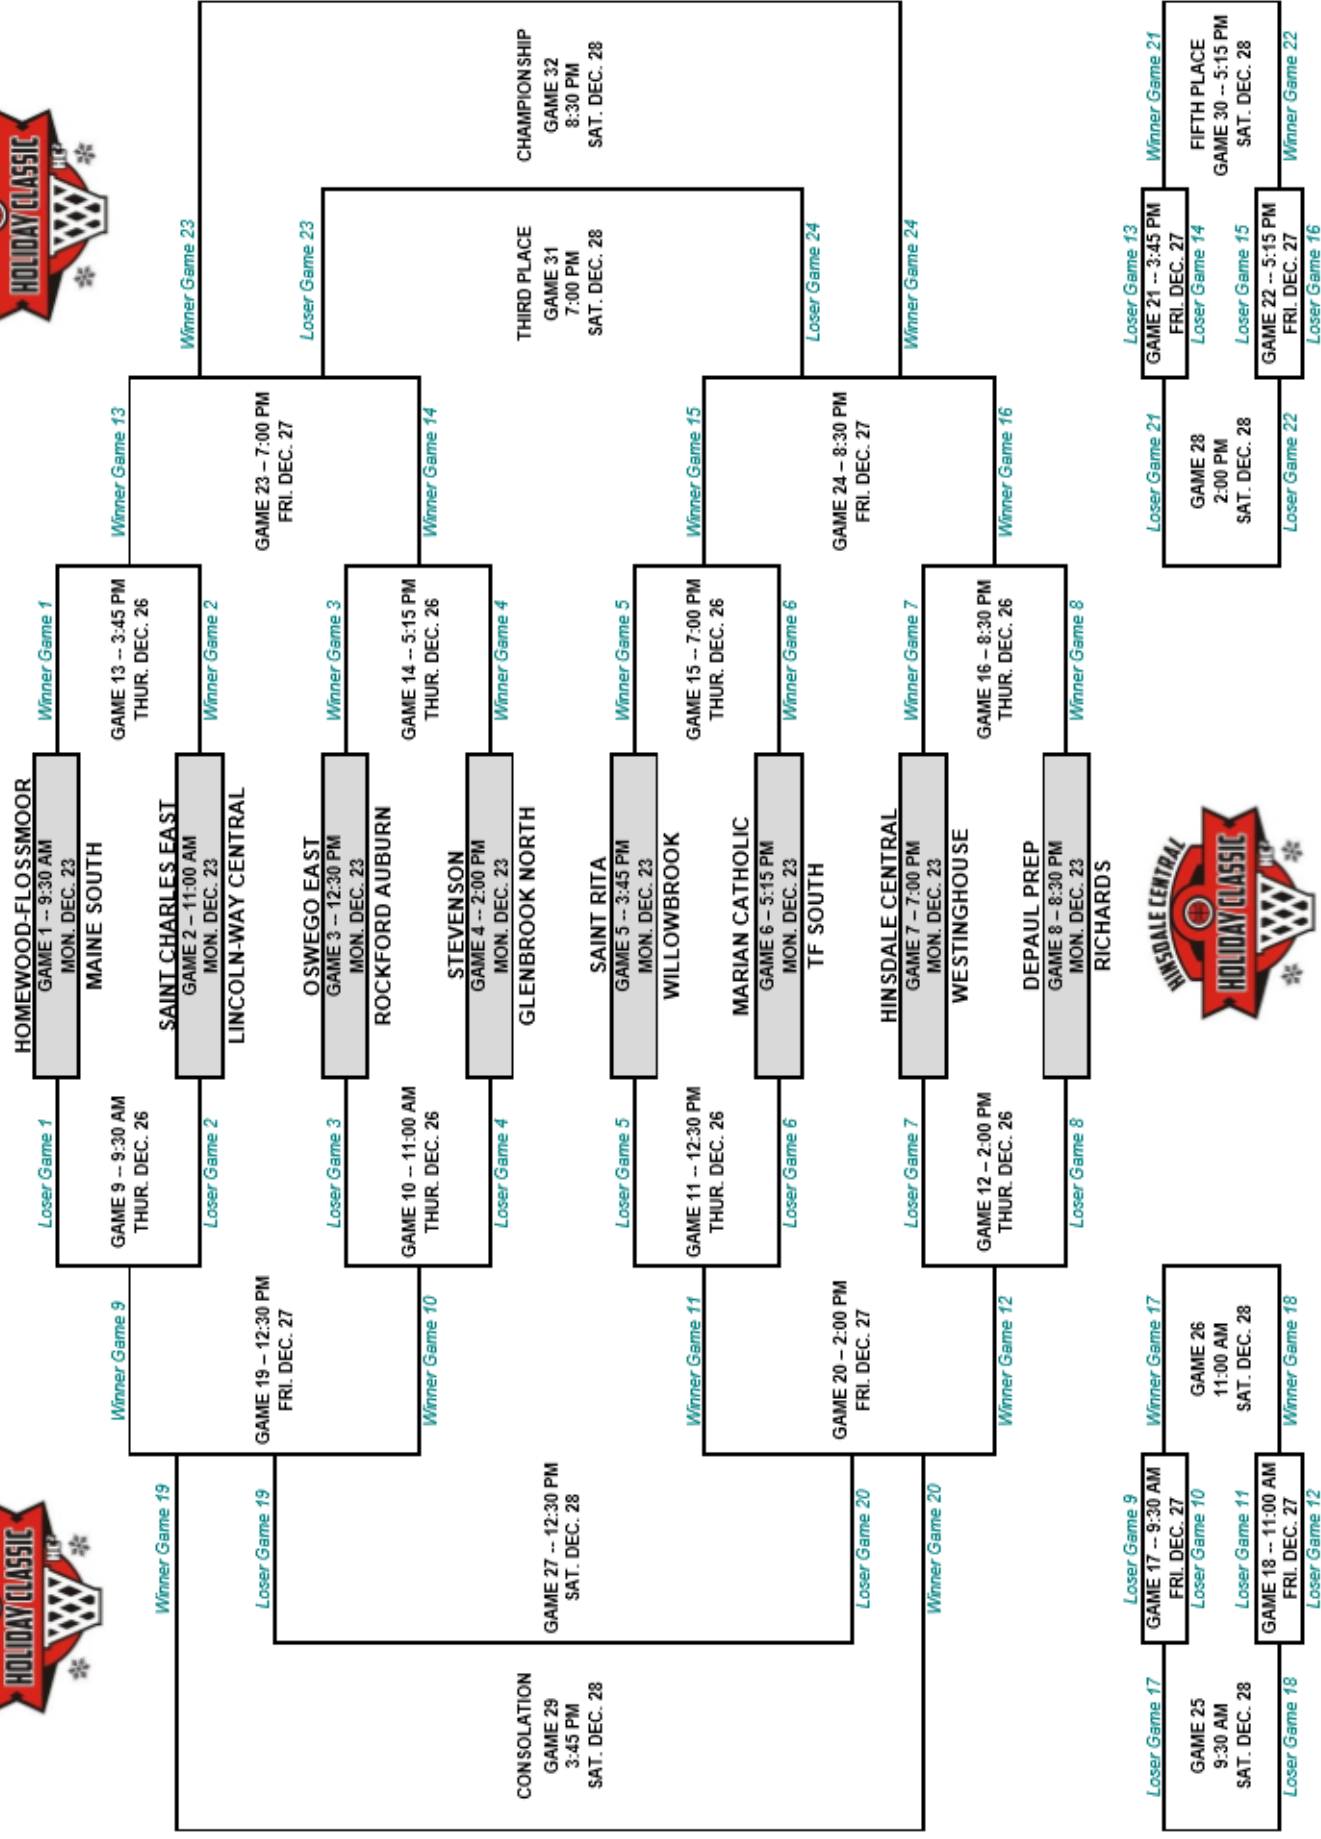 HOLIDAY CLASSIC
HC²
HOLIDAY CLASSIC
HC²
HOMEWOOD-FLOSSMOOR
GAME 1 -- 9:30 AM
MON. DEC. 23
MAINE SOUTH
SAINT CHARLES EAST
GAME 2 -- 11:00 AM
MON. DEC. 23
LINCOLN-WAY CENTRAL
OSWEGO EAST
GAME 3 -- 12:30 PM
MON. DEC. 23
ROCKFORD AUBURN
STEVENSON
GAME 4 -- 2:00 PM
MON. DEC. 23
GLENBROOK NORTH
SAINT RITA
GAME 5 -- 3:45 PM
MON. DEC. 23
WILLOWBROOK
MARIAN CATHOLIC
GAME 6 – 5:15 PM
MON. DEC. 23
TF SOUTH
HINSDALE CENTRAL
GAME 7 – 7:00 PM
MON. DEC. 23
WESTINGHOUSE
DEPAUL PREP
GAME 8 – 8:30 PM
MON. DEC. 23
RICHARDS
Loser Game 1
GAME 9 -- 9:30 AM
THUR. DEC. 26
Loser Game 2
Loser Game 3
GAME 10 -- 11:00 AM
THUR. DEC. 26
Loser Game 4
Loser Game 5
GAME 11 -- 12:30 PM
THUR. DEC. 26
Loser Game 6
Loser Game 7
GAME 12 – 2:00 PM
THUR. DEC. 26
Loser Game 8
Winner Game 1
GAME 13 -- 3:45 PM
THUR. DEC. 26
Winner Game 2
Winner Game 3
GAME 14 -- 5:15 PM
THUR. DEC. 26
Winner Game 4
Winner Game 5
GAME 15 -- 7:00 PM
THUR. DEC. 26
Winner Game 6
Winner Game 7
GAME 16 – 8:30 PM
THUR. DEC. 26
Winner Game 8
Winner Game 9
GAME 19 – 12:30 PM
FRI. DEC. 27
Winner Game 10
Winner Game 11
GAME 20 – 2:00 PM
FRI. DEC. 27
Winner Game 12
Winner Game 13
GAME 23 – 7:00 PM
FRI. DEC. 27
Winner Game 14
Winner Game 15
GAME 24 – 8:30 PM
FRI. DEC. 27
Winner Game 16
Winner Game 19
Loser Game 19
GAME 27 -- 12:30 PM
SAT. DEC. 28
Loser Game 20
Winner Game 20
CONSOLATION
GAME 29
3:45 PM
SAT. DEC. 28
Winner Game 23
Loser Game 23
THIRD PLACE
GAME 31
7:00 PM
SAT. DEC. 28
Loser Game 24
Winner Game 24
CHAMPIONSHIP
GAME 32
8:30 PM
SAT. DEC. 28
Loser Game 17
GAME 25
9:30 AM
SAT. DEC. 28
Loser Game 18
Loser Game 9
GAME 17 -- 9:30 AM
FRI. DEC. 27
Loser Game 10
Loser Game 11
GAME 18 -- 11:00 AM
FRI. DEC. 27
Loser Game 12
Winner Game 17
GAME 26
11:00 AM
SAT. DEC. 28
Winner Game 18
HINSDALE CENTRAL
HOLIDAY CLASSIC
HC²
Loser Game 21
GAME 28
2:00 PM
SAT. DEC. 28
Loser Game 22
Loser Game 13
GAME 21 -- 3:45 PM
FRI. DEC. 27
Loser Game 14
Loser Game 15
GAME 22 -- 5:15 PM
FRI. DEC. 27
Loser Game 16
Winner Game 21
FIFTH PLACE
GAME 30 -- 5:15 PM
SAT. DEC. 28
Winner Game 22